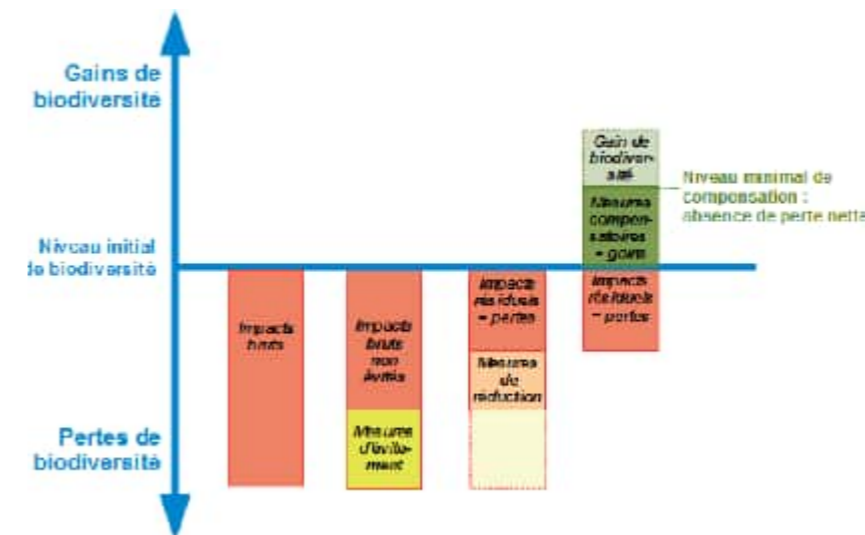 Gains de
biodiversité
Gain de
biodiver-
sité
Niveau minimal de
compensation :
absence de perte nette
Mesures
compen-
satoires
= gains
Niveau initial
de biodiversité
Impacts
bruts
Impacts
bruts
non
évités
Mesures
d'évite-
ment
Impacts
résiduels
= pertes
Mesures
de
réduction
Impacts
résiduels
= pertes
Pertes de
biodiversité